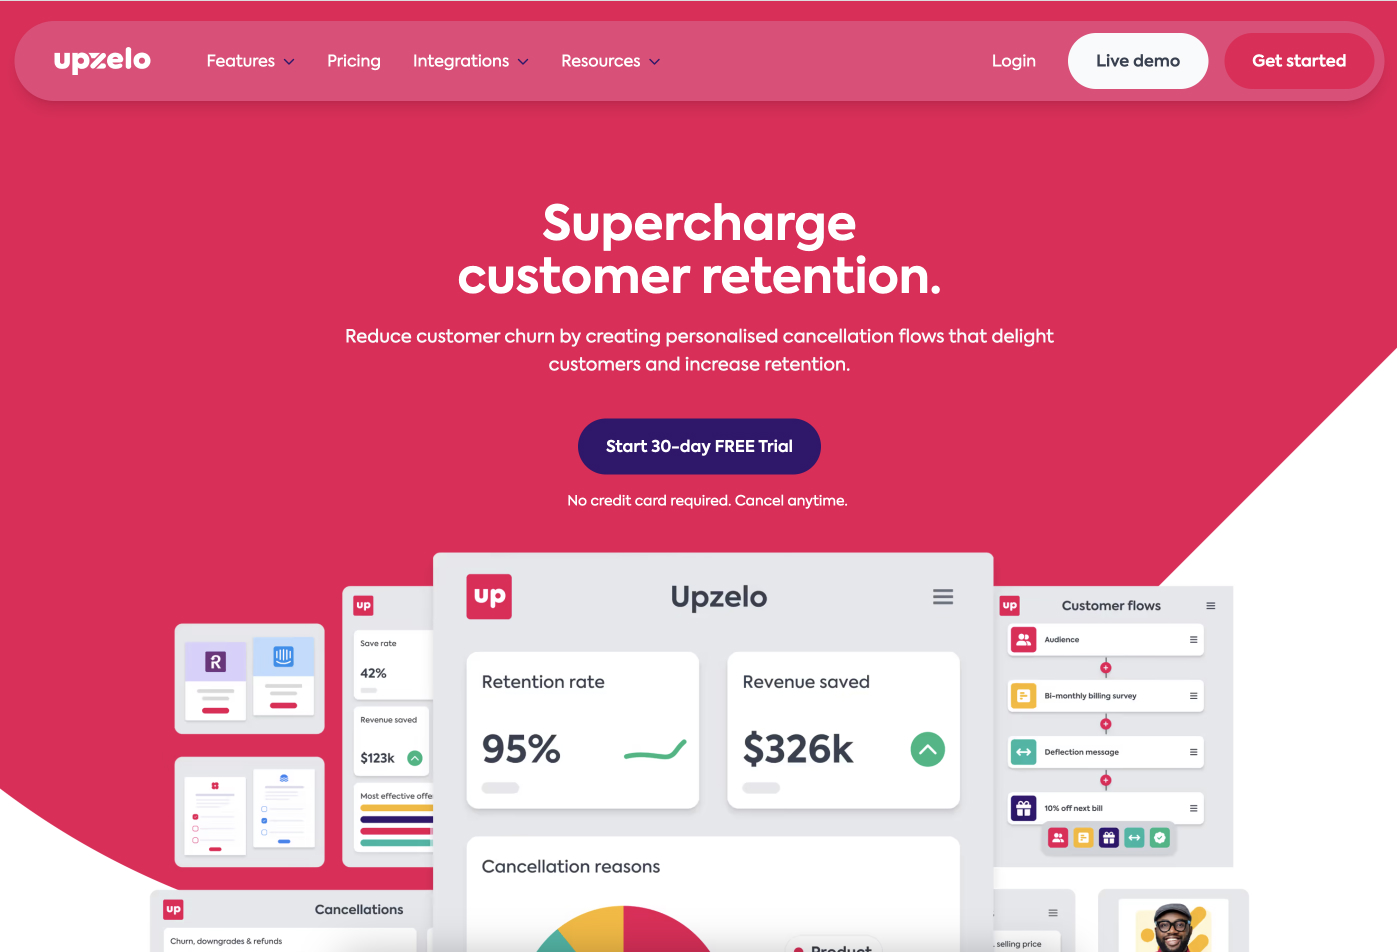 upzelo
Features
Pricing
Integrations
Resources
Login
Live demo
Get started
Supercharge
customer retention.
Reduce customer churn by creating personalised cancellation flows that delight
customers and increase retention.
Start 30-day FREE Trial
No credit card required. Cancel anytime.
up
Save rate
42%
Revenue saved
$123k
Most effective offe
up
Upzelo
Retention rate
95%
Revenue saved
$326k
Cancellation reasons
Product
up
Customer flows
Audience
Bi-monthly billing survey
Deflection message
10% off next bill
up
Cancellations
Churn, downgrades & refunds
selling price